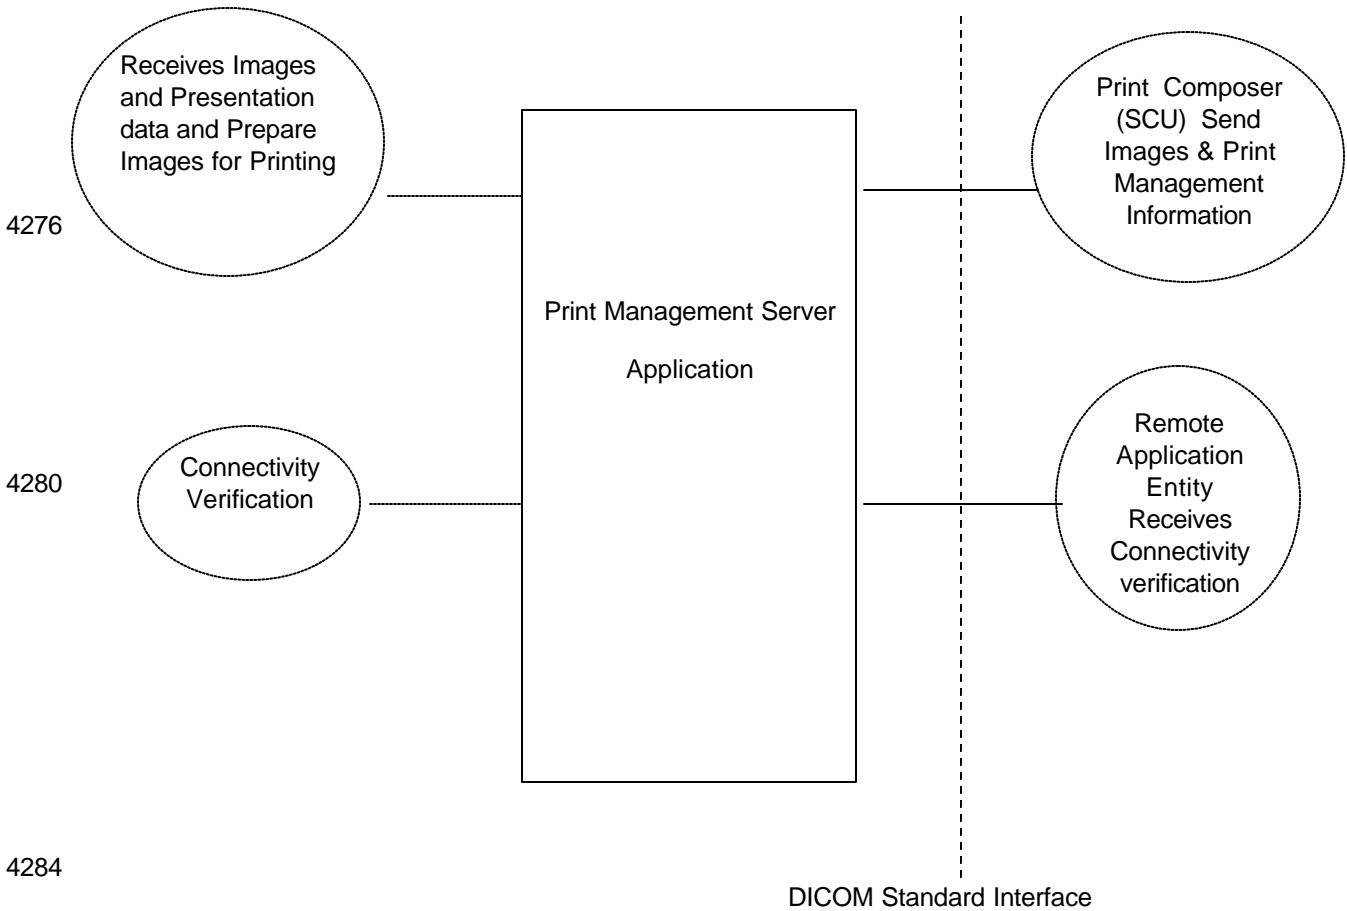 Receives Images
and Presentation
data and Prepare
Images for Printing
Print Composer
(SCU) Send
Images & Print
Management
Information
4276
Print Management Server
Application
Connectivity
Verification
4280
Remote
Application
Entity
Receives
Connectivity
verification
4284
DICOM Standard Interface